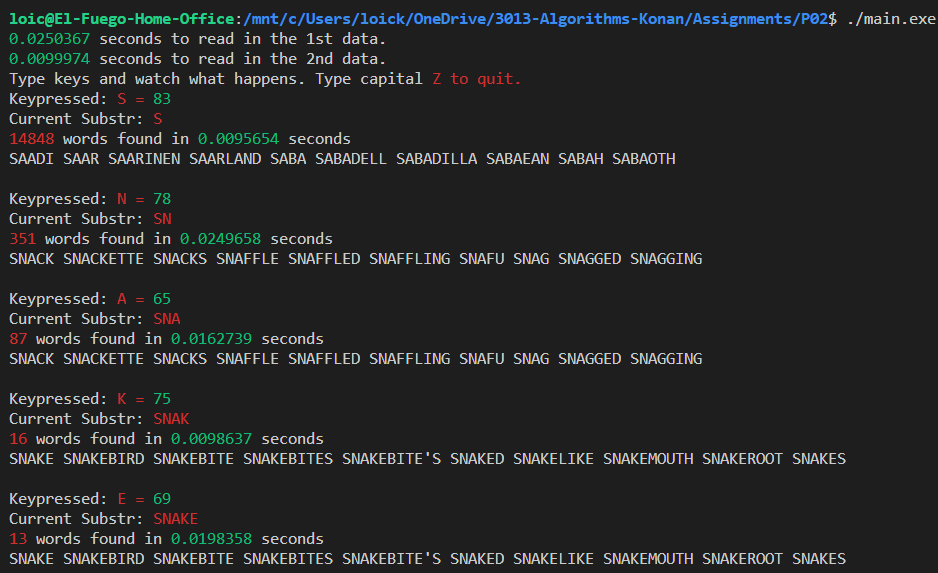 loic@El-Fuego-Home-Office:/mnt/c/Users/loick/OneDrive/3013-Algorithms-Konan/Assignments/P02$ ./main.exe
0.0250367 seconds to read in the 1st data.
0.0099974 seconds to read in the 2nd data.
Type keys and watch what happens. Type capital Z to quit.
Keypressed: S = 83
Current Substr: S
14848 words found in 0.0095654 seconds
SAADI SAAR SAARINEN SAARLAND SABA SABADELL SABADILLA SABAEAN SABAH SABAOTH
Keypressed: N = 78
Current Substr: SN
351 words found in 0.0249658 seconds
SNACK SNACKETTE SNACKS SNAFFLE SNAFFLED SNAFFLING SNAFU SNAG SNAGGED SNAGGING
Keypressed: A = 65
Current Substr: SNA
87 words found in 0.0162739 seconds
SNACK SNACKETTE SNACKS SNAFFLE SNAFFLED SNAFFLING SNAFU SNAG SNAGGED SNAGGING
Keypressed: K = 75
Current Substr: SNAK
16 words found in 0.0098637 seconds
SNAKE SNAKEBIRD SNAKEBITE SNAKEBITES SNAKEBITE'S SNAKED SNAKELIKE SNAKEMOUTH SNAKEROOT SNAKES
Keypressed: E = 69
Current Substr: SNAKE
13 words found in 0.0198358 seconds
SNAKE SNAKEBIRD SNAKEBITE SNAKEBITES SNAKEBITE'S SNAKED SNAKELIKE SNAKEMOUTH SNAKEROOT SNAKES